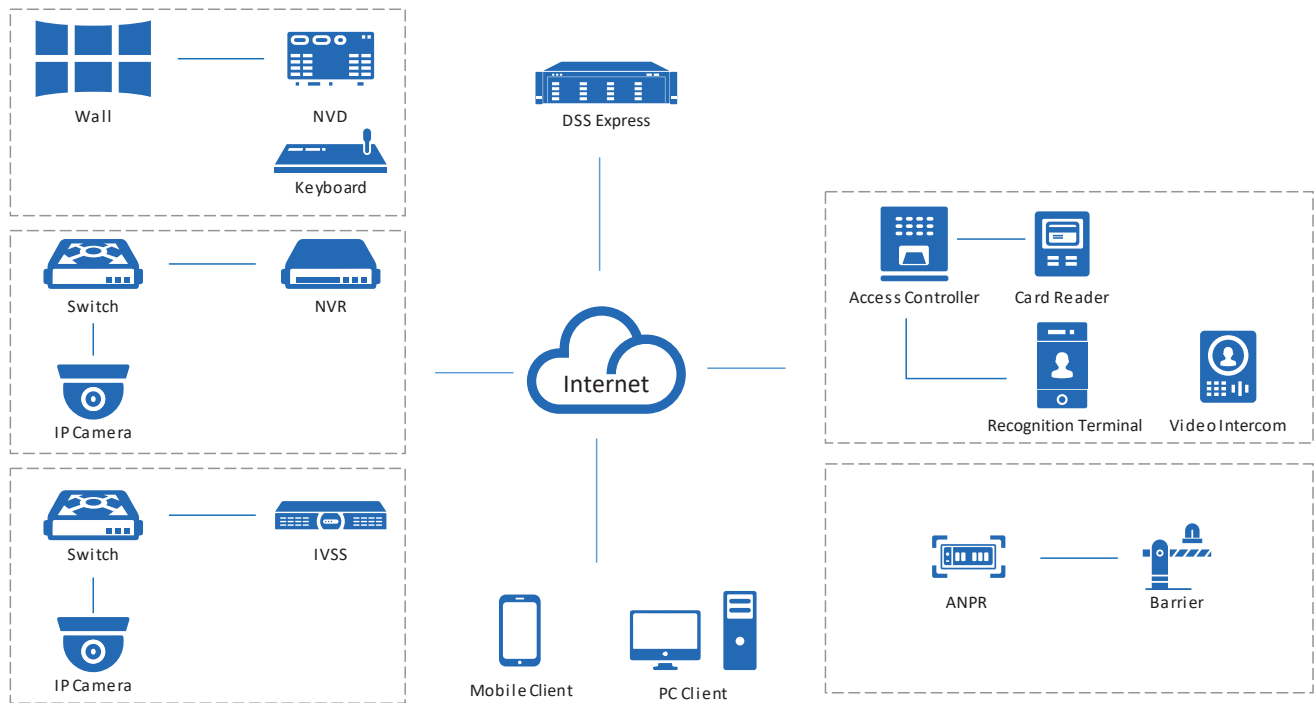 Wall
NVD
Keyboard
DSS Express
Switch
NVR
IP Camera
Switch
IVSS
IP Camera
Internet
Mobile Client
PC Client
Access Controller
Card Reader
Recognition Terminal
Video Intercom
ANPR
Barrier